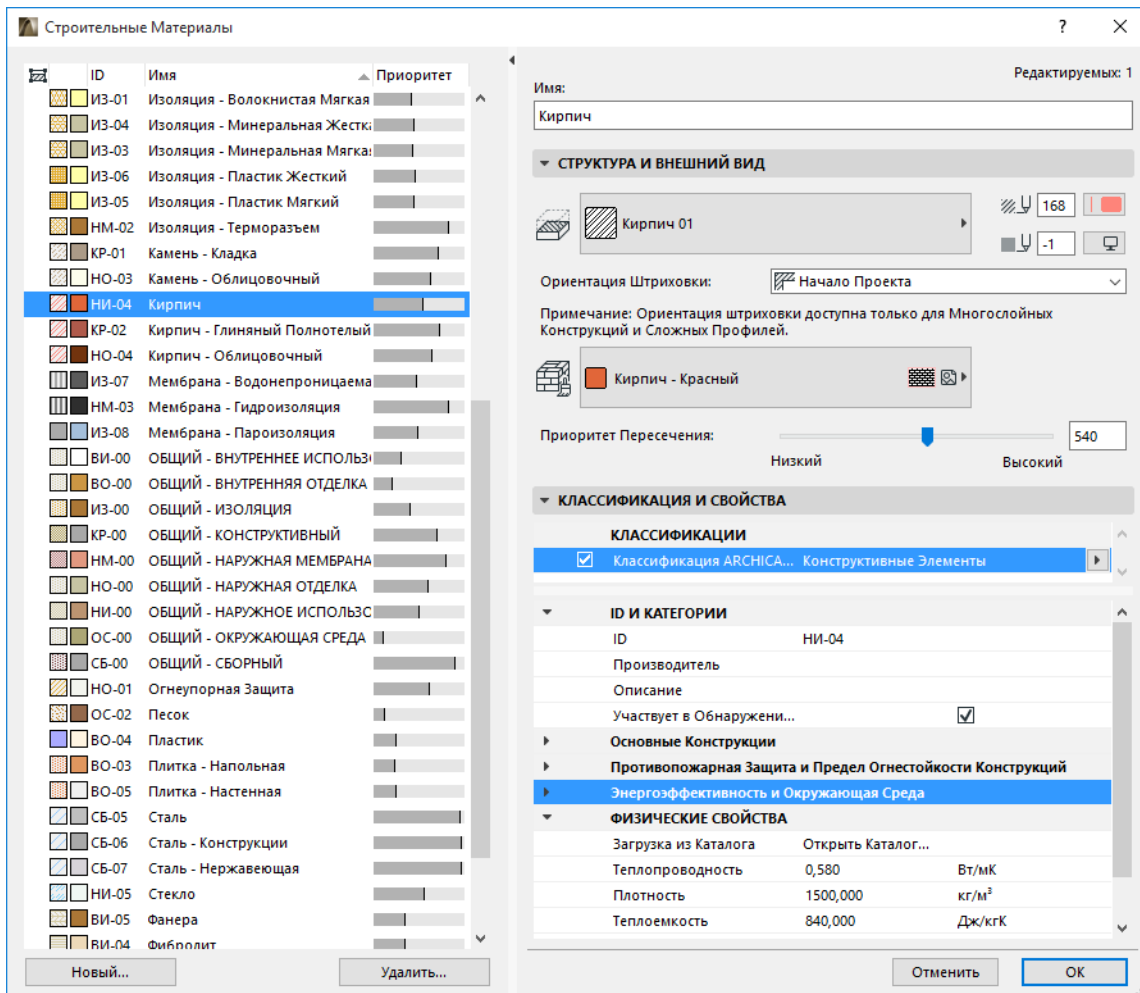 Строительные Материалы
?
ID Имя Приоритет
ИЗ-01 Изоляция - Волокнистая Мягкая
ИЗ-04 Изоляция - Минеральная Жестк
ИЗ-03 Изоляция - Минеральная Мягка
ИЗ-06 Изоляция - Пластик Жесткий
ИЗ-05 Изоляция - Пластик Мягкий
НМ-02 Изоляция - Терморазъем
КР-01 Камень - Кладка
НО-03 Камень - Облицовочный
НИ-04 Кирпич
КР-02 Кирпич - Глиняный Полнотелый
НО-04 Кирпич - Облицовочный
ИЗ-07 Мембрана - Водонепроницаема
НМ-03 Мембрана - Гидроизоляция
ИЗ-08 Мембрана - Пароизоляция
ВИ-00 ОБЩИЙ - ВНУТРЕННЕЕ ИСПОЛЬЗ
ВО-00 ОБЩИЙ - ВНУТРЕННЯЯ ОТДЕЛКА
ИЗ-00 ОБЩИЙ - ИЗОЛЯЦИЯ
КР-00 ОБЩИЙ - КОНСТРУКТИВНЫЙ
НМ-00 ОБЩИЙ - НАРУЖНАЯ МЕМБРАНА
НО-00 ОБЩИЙ - НАРУЖНАЯ ОТДЕЛКА
НИ-00 ОБЩИЙ - НАРУЖНОЕ ИСПОЛЬЗО
ОС-00 ОБЩИЙ - ОКРУЖАЮЩАЯ СРЕДА
СБ-00 ОБЩИЙ - СБОРНЫЙ
НО-01 Огнеупорная Защита
ОС-02 Песок
ВО-04 Пластик
ВО-03 Плитка - Напольная
ВО-05 Плитка - Настенная
СБ-05 Сталь
СБ-06 Сталь - Конструкции
СБ-07 Сталь - Нержавеющая
НИ-05 Стекло
ВИ-05 Фанера
ВИ-04 Фибролит
Новый...
Удалить...
Редактируемых: 1
Имя:
Кирпич
СТРУКТУРА И ВНЕШНИЙ ВИД
Кирпич 01
168
-1
Ориентация Штриховки: Начало Проекта
Примечание: Ориентация штриховки доступна только для Многослойных
Конструкций и Сложных Профилей.
Кирпич - Красный
Приоритет Пересечения: 540
Низкий Высокий
КЛАССИФИКАЦИЯ И СВОЙСТВА
КЛАССИФИКАЦИИ
Классификация ARCHICA... Конструктивные Элементы
ID И КАТЕГОРИИ
ID НИ-04
Производитель
Описание
Участвует в Обнаружени...
Основные Конструкции
Противопожарная Защита и Предел Огнестойкости Конструкций
Энергоэффективность и Окружающая Среда
ФИЗИЧЕСКИЕ СВОЙСТВА
Загрузка из Каталога Открыть Каталог...
Теплопроводность 0,580 Вт/мК
Плотность 1500,000 кг/м³
Теплоемкость 840,000 Дж/кгК
Отменить
ОК